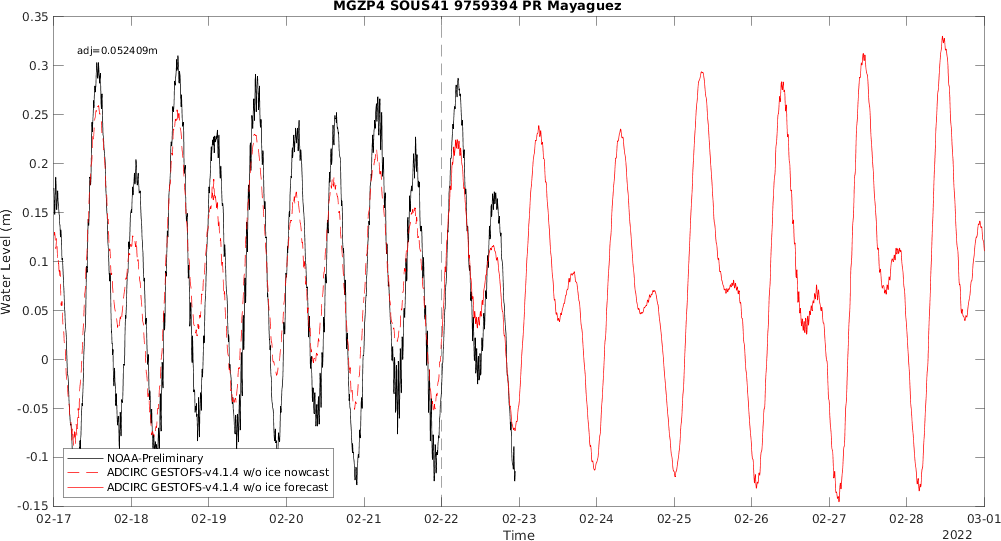 MGZP4 SOUS41 9759394 PR Mayaguez
adj=0.052409m
0.35
0.3
0.25
0.2
0.15
0.1
0.05
0
-0.05
-0.1
-0.15
Water Level (m)
NOAA-Preliminary
ADCIRC GESTOFS-v4.1.4 w/o ice nowcast
ADCIRC GESTOFS-v4.1.4 w/o ice forecast
02-17 02-18 02-19 02-20 02-21 02-22 02-23 02-24 02-25 02-26 02-27 02-28 03-01
Time
2022